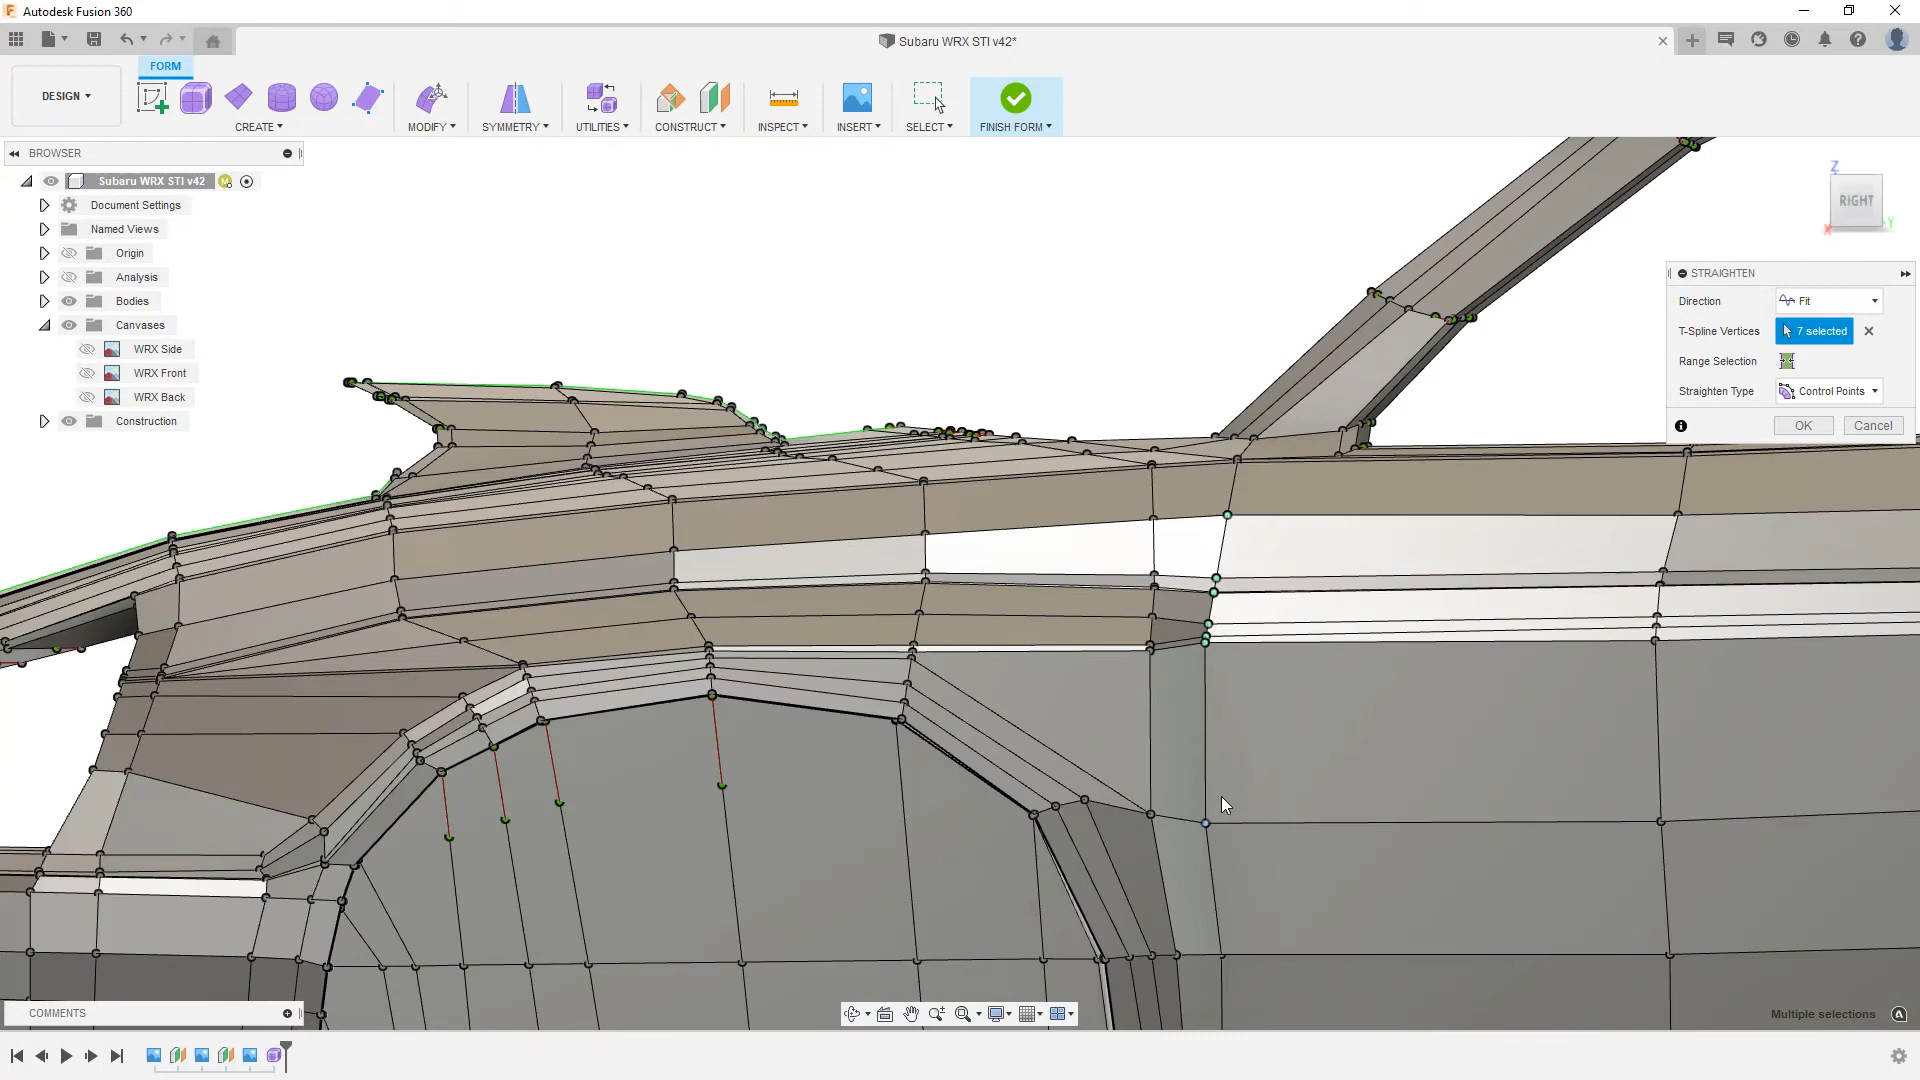 Autodesk Fusion 360
Subaru WRX STI v42*
FORM
DESIGN
CREATE
MODIFY
SYMMETRY
UTILITIES
CONSTRUCT
INSPECT
INSERT
SELECT
FINISH FORM
BROWSER
Subaru WRX STI v42
Document Settings
Named Views
Origin
Analysis
Bodies
Canvases
WRX Side
WRX Front
WRX Back
Construction
Z
RIGHT
X
Y
STRAIGHTEN
Direction
Fit
T-Spline Vertices
7 selected
Range Selection
Straighten Type
Control Points
OK
Cancel
COMMENTS
Multiple selections